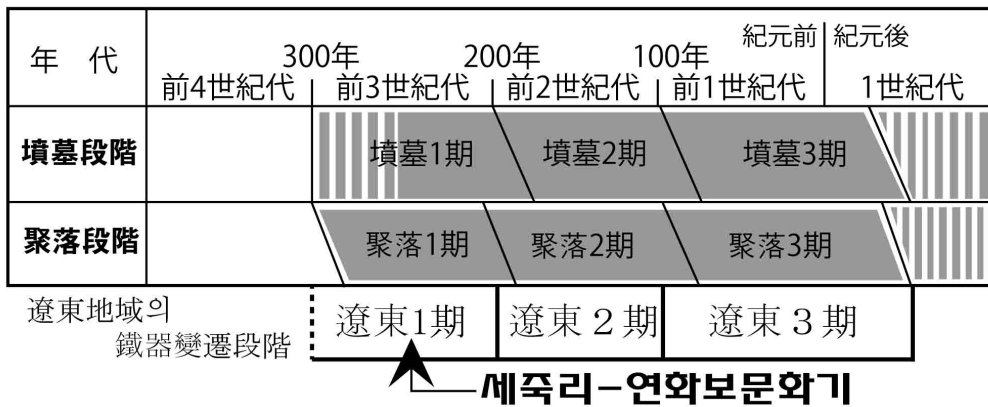 年 代
紀元前 紀元後
300年 200年 100年
前4世紀代 前3世紀代 前2世紀代 前1世紀代 1世紀代
墳墓段階 墳墓1期 墳墓2期 墳墓3期
聚落段階 聚落1期 聚落2期 聚落3期
遼東地域의
鐵器變遷段階
遼東1期 遼東２期 遼東３期
세죽리-연화보문화기